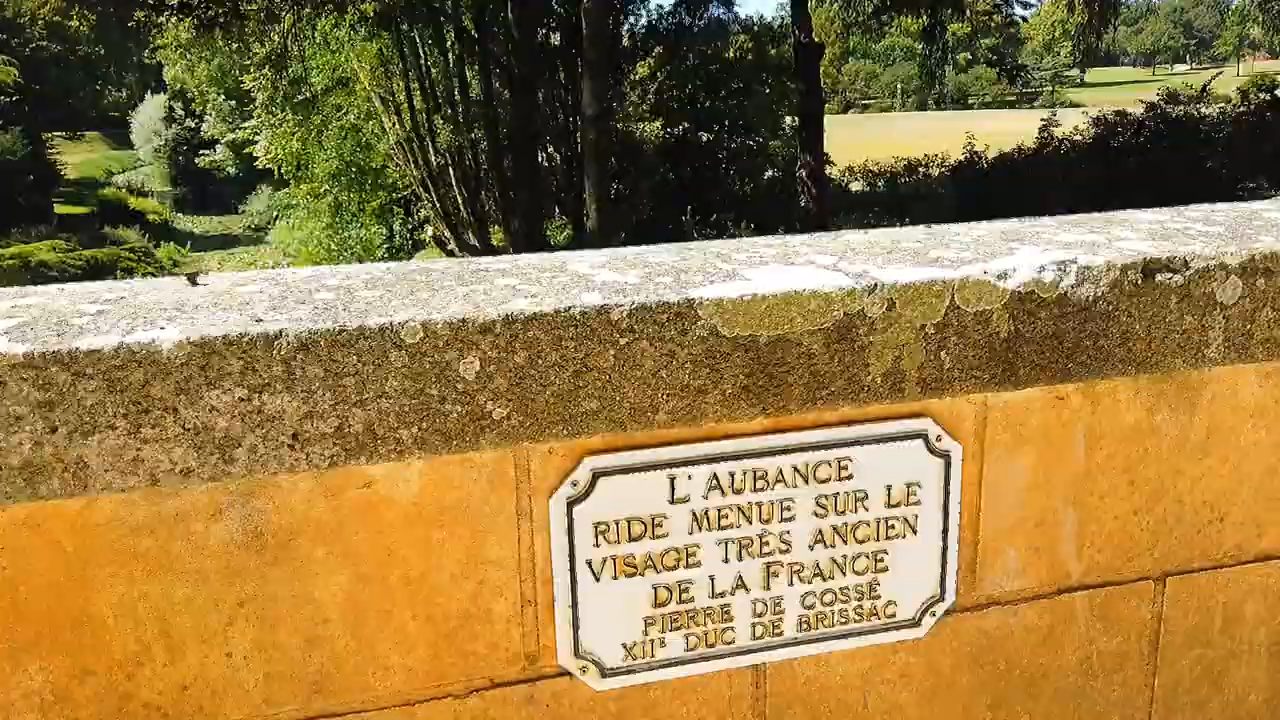 L'AUBANCE
RIDE MENUE SUR LE
VISAGE TRÈS ANCIEN
DE LA FRANCE
PIERRE DE COSSÉ
XIIE DUC DE BRISSAC